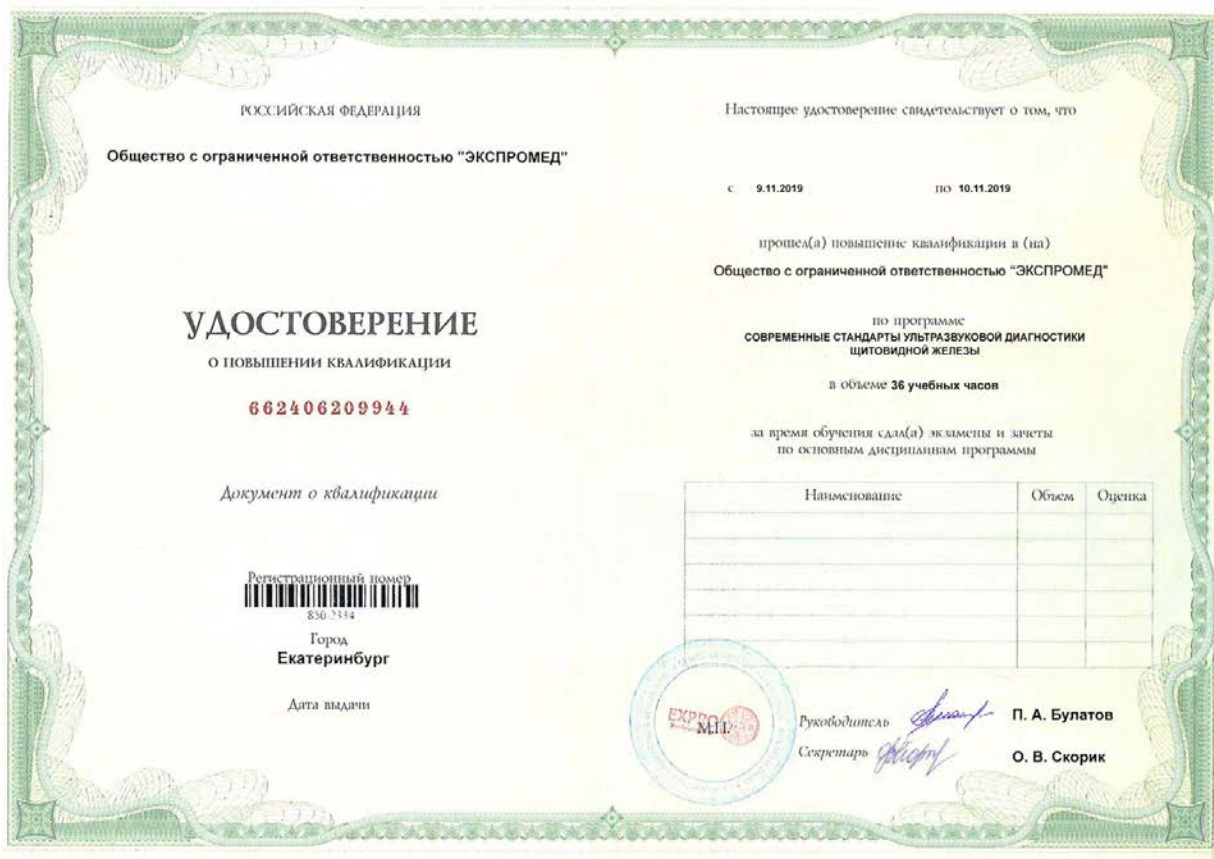 РОССИЙСКАЯ ФЕДЕРАЦИЯ
Общество с ограниченной ответственностью "ЭКСПРОМЕД"
УДОСТОВЕРЕНИЕ
О ПОВЫШЕНИИ КВАЛИФИКАЦИИ
662406209944
Документ о квалификации
Регистрационный номер
850-2334
Город
Екатеринбург
Дата выдачи
Настоящее удостоверение свидетельствует о том, что
с 9.11.2019 по 10.11.2019
прошел(а) повышение квалификации в (на)
Общество с ограниченной ответственностью "ЭКСПРОМЕД"
по программе
СОВРЕМЕННЫЕ СТАНДАРТЫ УЛЬТРАЗВУКОВОЙ ДИАГНОСТИКИ
ЩИТОВИДНОЙ ЖЕЛЕЗЫ
в объеме 36 учебных часов
за время обучения сдал(а) экзамены и зачеты
по основным дисциплинам программы
Наименование Объем Оценка
М.П.
Руководитель П. А. Булатов
Секретарь О. В. Скорик